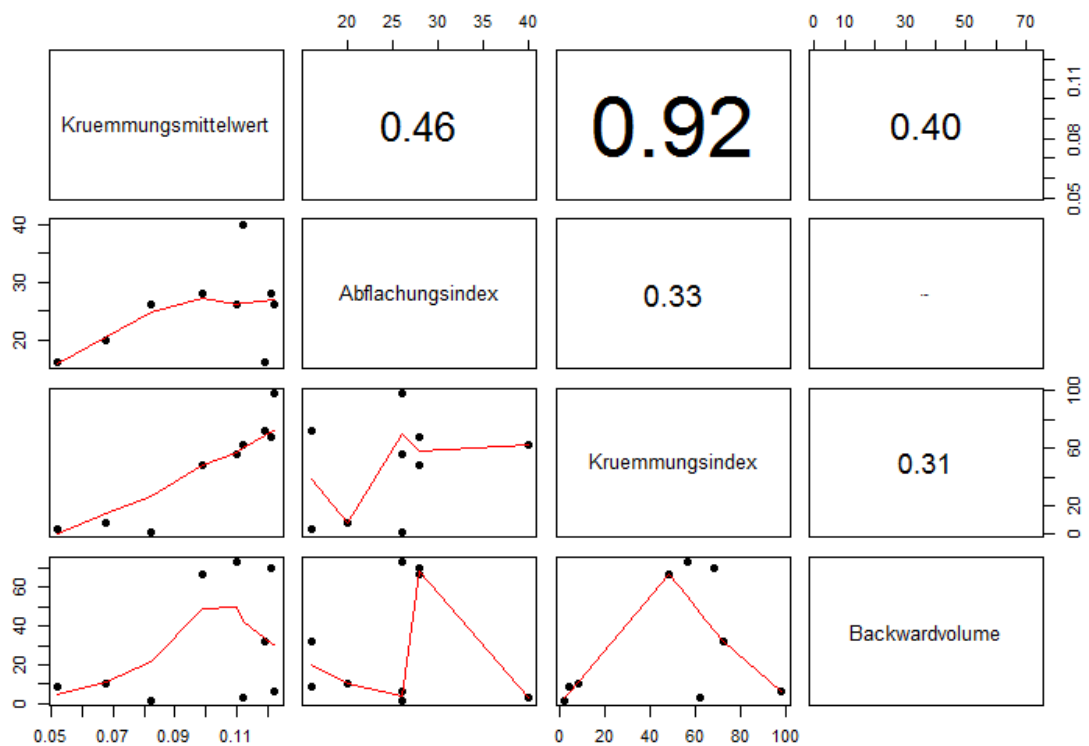 20 25 30 35 40
0 10 30 50 70
Kruemmungsmittelwert
0.46
0.92
0.40
0.05 0.08 0.11
20 30 40
Abflachungsindex
0.33
Kruemmungsindex
0.31
0 20 60 100
0 20 40 60
Backwardvolume
0.05 0.07 0.09 0.11
0 20 40 60 80 100